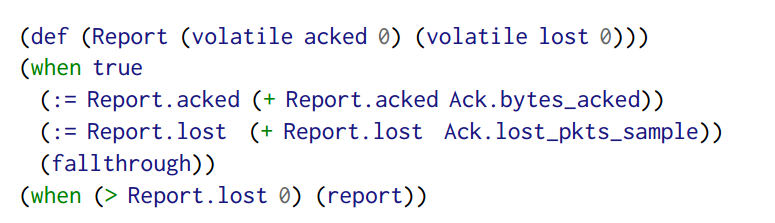 (def (Report (volatile acked 0) (volatile lost 0)))
(when true
  (:= Report.acked (+ Report.acked Ack.bytes_acked))
  (:= Report.lost  (+ Report.lost  Ack.lost_pkts_sample))
  (fallthrough))
(when (> Report.lost 0) (report))